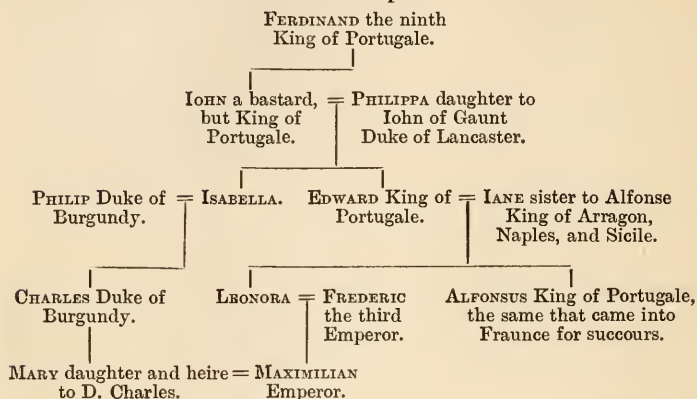 FERDINAND the ninth
King of Portugale.
IOHN a bastard, = PHILIPPA daughter to
but King of Iohn of Gaunt
Portugale. Duke of Lancaster.
PHILIP Duke of = ISABELLA. EDWARD King of = IANE sister to Alfonse
Burgundy. Portugale. King of Arragon,
Naples, and Sicile.
CHARLES Duke of LEONORA = FREDERIC ALFONSUS King of Portugale,
Burgundy. the third the same that came into
Emperor. Fraunce for succours.
MARY daughter and heire = MAXIMILIAN
to D. Charles. Emperor.